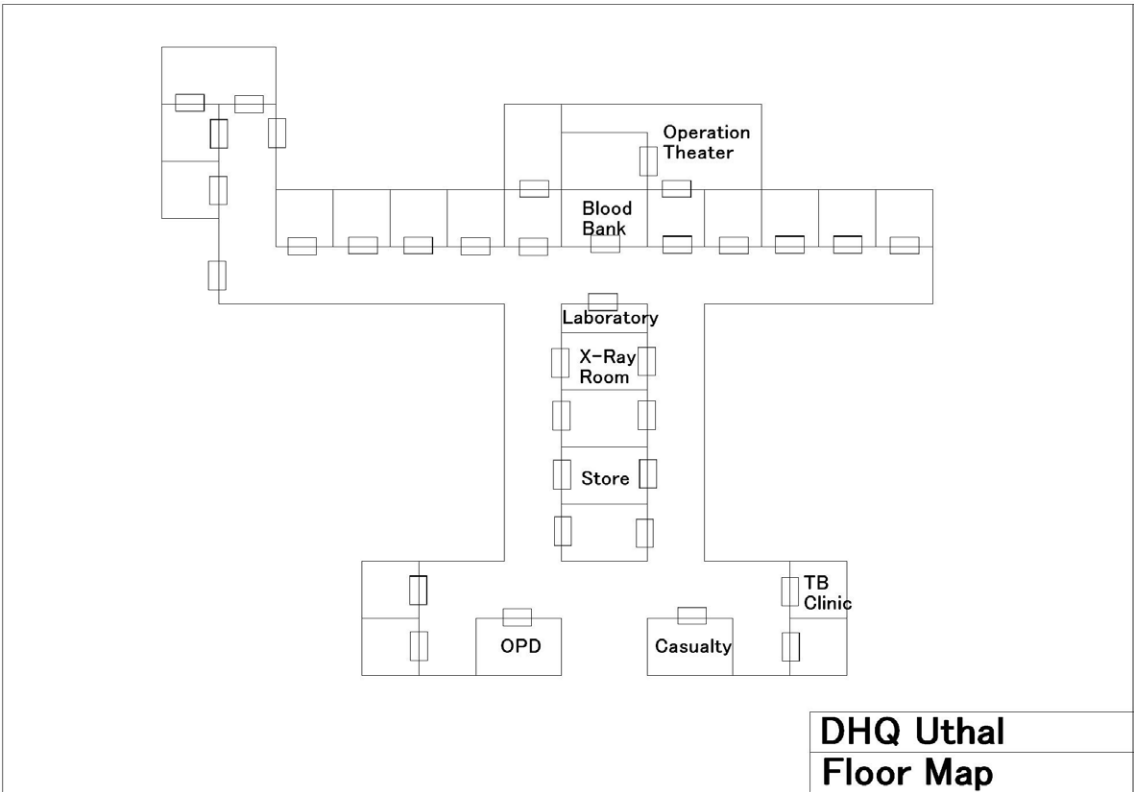 Operation
Theater
Blood
Bank
Laboratory
X-Ray
Room
Store
TB
Clinic
OPD
Casualty
DHQ Uthal
Floor Map